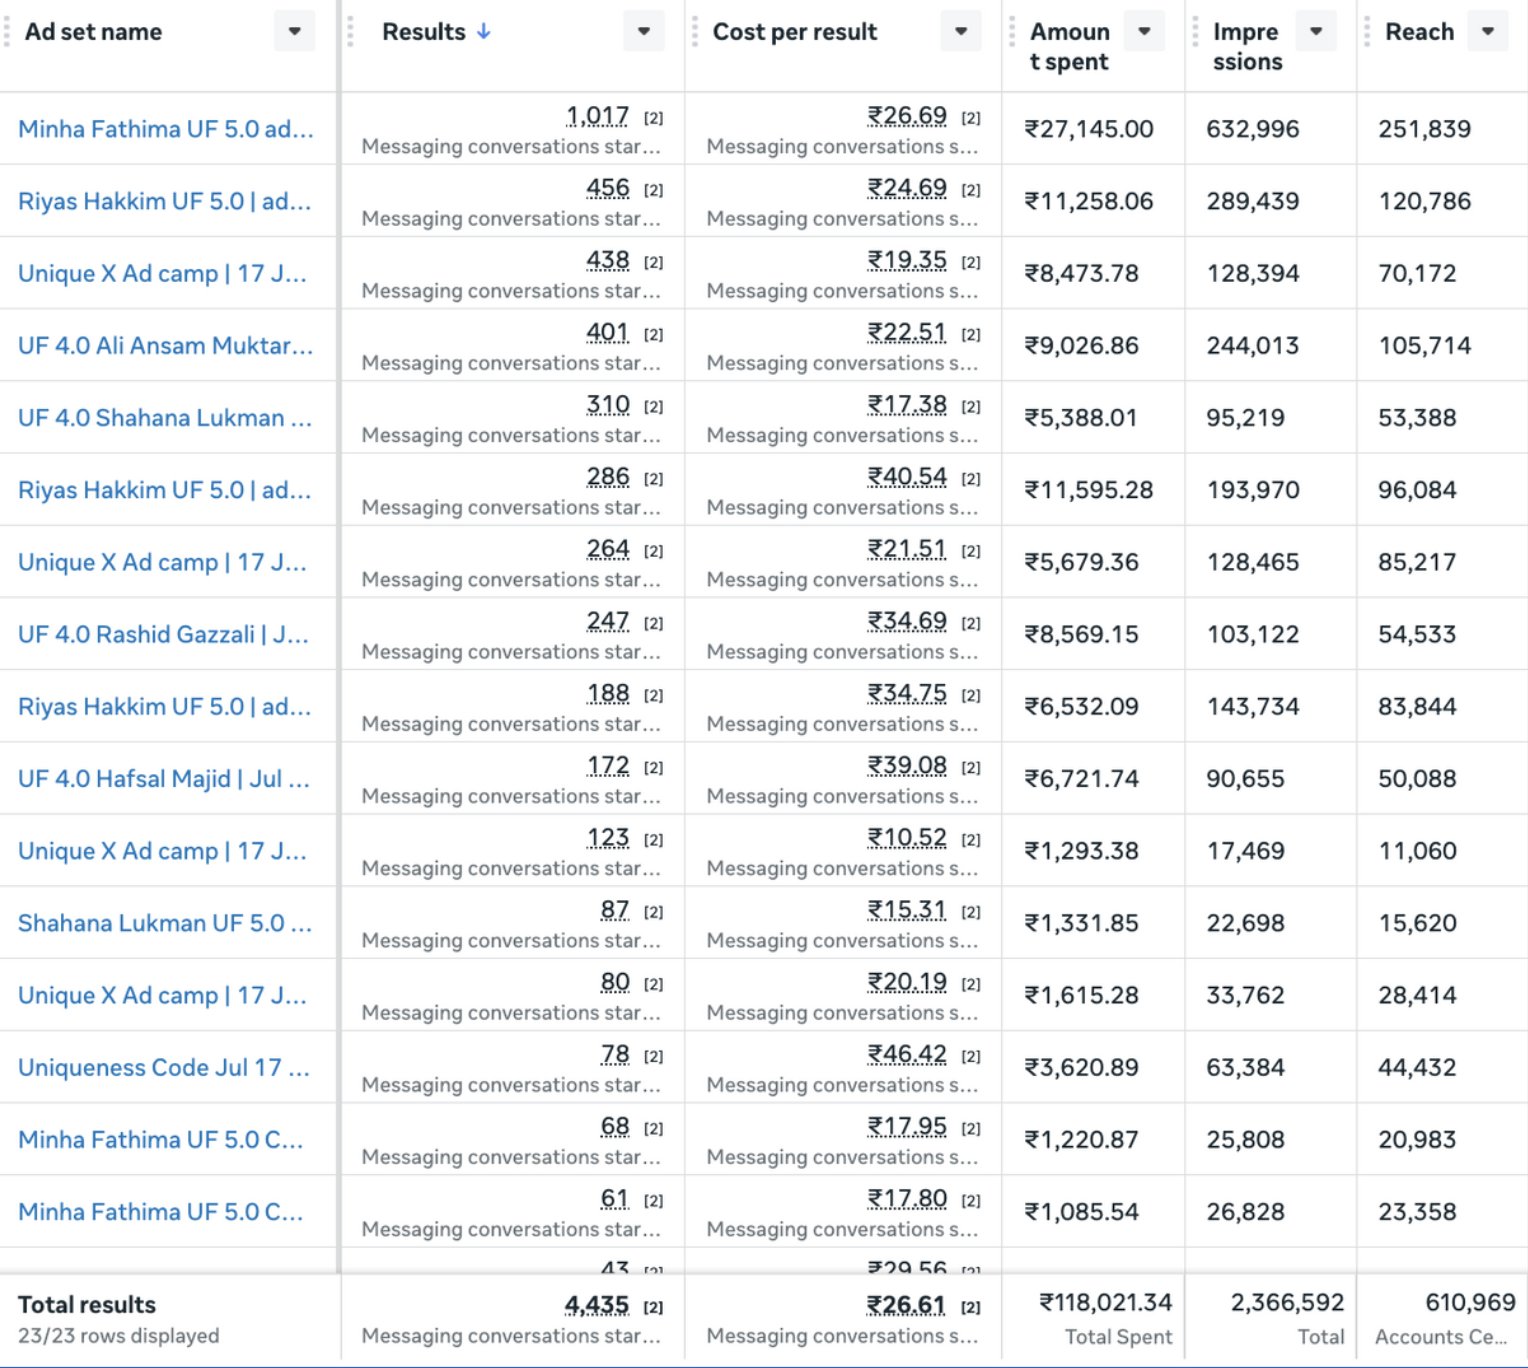 Ad set name Results ↓ Cost per result Amoun Impre Reach
t spent ssions
Minha Fathima UF 5.0 ad... 1,017 [2] ₹26.69 [2] ₹27,145.00 632,996 251,839
Messaging conversations star... Messaging conversations s...
Riyas Hakkim UF 5.0 | ad... 456 [2] ₹24.69 [2] ₹11,258.06 289,439 120,786
Messaging conversations star... Messaging conversations s...
Unique X Ad camp | 17 J... 438 [2] ₹19.35 [2] ₹8,473.78 128,394 70,172
Messaging conversations star... Messaging conversations s...
UF 4.0 Ali Ansam Muktar... 401 [2] ₹22.51 [2] ₹9,026.86 244,013 105,714
Messaging conversations star... Messaging conversations s...
UF 4.0 Shahana Lukman ... 310 [2] ₹17.38 [2] ₹5,388.01 95,219 53,388
Messaging conversations star... Messaging conversations s...
Riyas Hakkim UF 5.0 | ad... 286 [2] ₹40.54 [2] ₹11,595.28 193,970 96,084
Messaging conversations star... Messaging conversations s...
Unique X Ad camp | 17 J... 264 [2] ₹21.51 [2] ₹5,679.36 128,465 85,217
Messaging conversations star... Messaging conversations s...
UF 4.0 Rashid Gazzali | J... 247 [2] ₹34.69 [2] ₹8,569.15 103,122 54,533
Messaging conversations star... Messaging conversations s...
Riyas Hakkim UF 5.0 | ad... 188 [2] ₹34.75 [2] ₹6,532.09 143,734 83,844
Messaging conversations star... Messaging conversations s...
UF 4.0 Hafsal Majid | Jul ... 172 [2] ₹39.08 [2] ₹6,721.74 90,655 50,088
Messaging conversations star... Messaging conversations s...
Unique X Ad camp | 17 J... 123 [2] ₹10.52 [2] ₹1,293.38 17,469 11,060
Messaging conversations star... Messaging conversations s...
Shahana Lukman UF 5.0 ... 87 [2] ₹15.31 [2] ₹1,331.85 22,698 15,620
Messaging conversations star... Messaging conversations s...
Unique X Ad camp | 17 J... 80 [2] ₹20.19 [2] ₹1,615.28 33,762 28,414
Messaging conversations star... Messaging conversations s...
Uniqueness Code Jul 17 ... 78 [2] ₹46.42 [2] ₹3,620.89 63,384 44,432
Messaging conversations star... Messaging conversations s...
Minha Fathima UF 5.0 C... 68 [2] ₹17.95 [2] ₹1,220.87 25,808 20,983
Messaging conversations star... Messaging conversations s...
Minha Fathima UF 5.0 C... 61 [2] ₹17.80 [2] ₹1,085.54 26,828 23,358
Messaging conversations star... Messaging conversations s...
43 [2] ₹29.56 [2]
Total results 4,435 [2] ₹26.61 [2] ₹118,021.34 2,366,592 610,969
23/23 rows displayed Messaging conversations star... Messaging conversations s... Total Spent Total Accounts Ce...